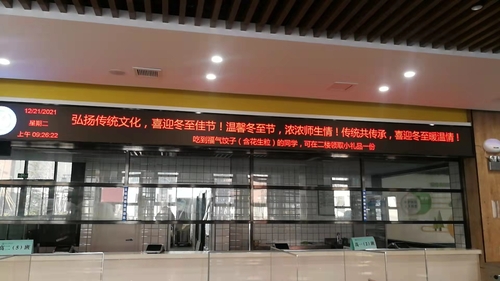 12/21/2021
星期二
上午 09:26:22
弘扬传统文化，喜迎冬至佳节！温馨冬至节，浓浓师生情！传统共传承，喜迎冬至暖温情！
吃到福气饺子（含花生粒）的同学，可在二楼领取小礼品一份